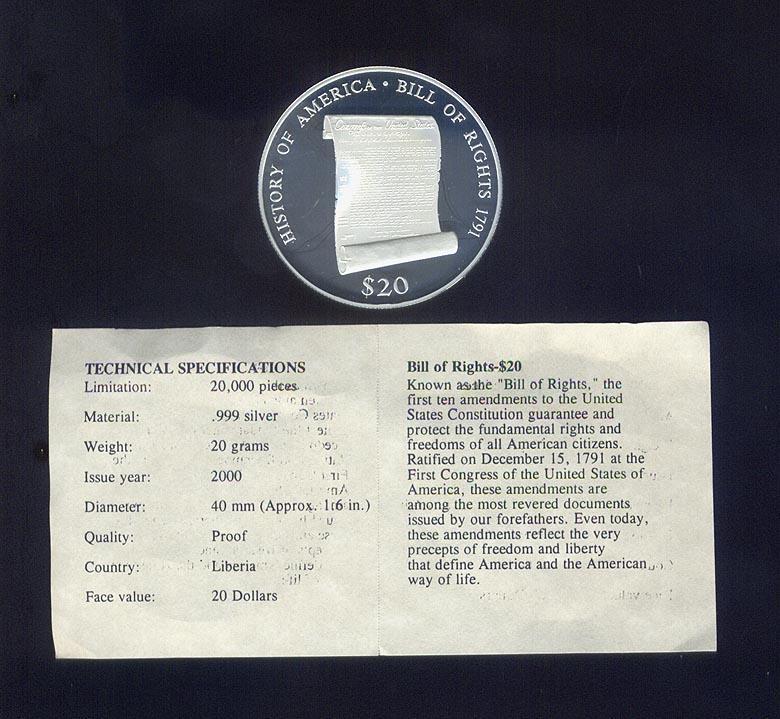 HISTORY OF AMERICA • BILL OF RIGHTS 1791
$20
TECHNICAL SPECIFICATIONS
Limitation: 20,000 pieces
Material: .999 silver
Weight: 20 grams
Issue year: 2000
Diameter: 40 mm (Approx. 1.6 in.)
Quality: Proof
Country: Liberia
Face value: 20 Dollars
Bill of Rights-$20
Known as the "Bill of Rights," the
first ten amendments to the United
States Constitution guarantee and
protect the fundamental rights and
freedoms of all American citizens.
Ratified on December 15, 1791 at the
First Congress of the United States of
America, these amendments are
among the most revered documents
issued by our forefathers. Even today,
these amendments reflect the very
precepts of freedom and liberty
that define America and the American
way of life.